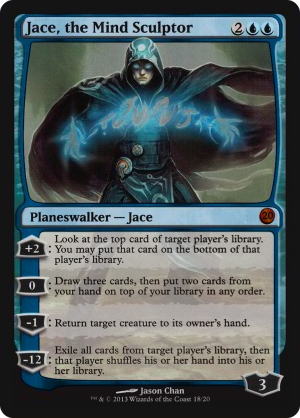 Jace, the Mind Sculptor 2
Planeswalker — Jace 20
Look at the top card of target player's library.
+2: You may put that card on the bottom of that
player's library.
0: Draw three cards, then put two cards from
your hand on top of your library in any order.
-1: Return target creature to its owner's hand.
Exile all cards from target player's library, then
-12: that player shuffles his or her hand into his or
her library.
Jason Chan
™ & © 2013 Wizards of the Coast 18/20
3